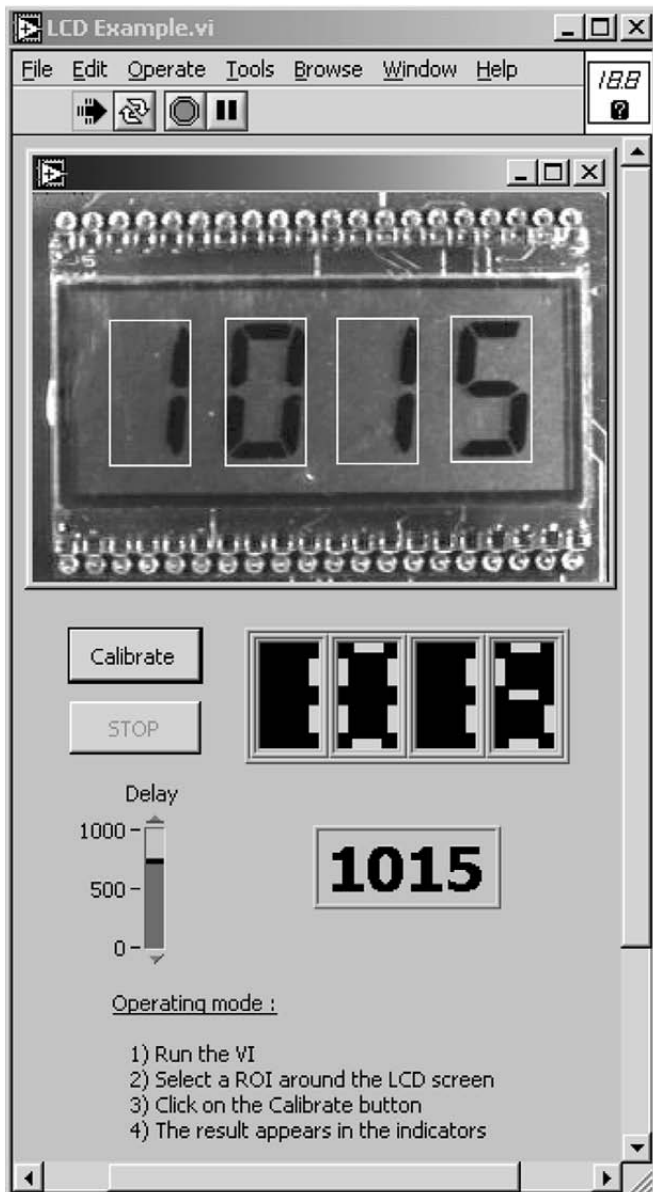 LCD Example.vi
File Edit Operate Tools Browse Window Help
18.8
?
1015
Calibrate
1015
STOP
Delay
1000
500
0
1015
Operating mode :
1) Run the VI
2) Select a ROI around the LCD screen
3) Click on the Calibrate button
4) The result appears in the indicators